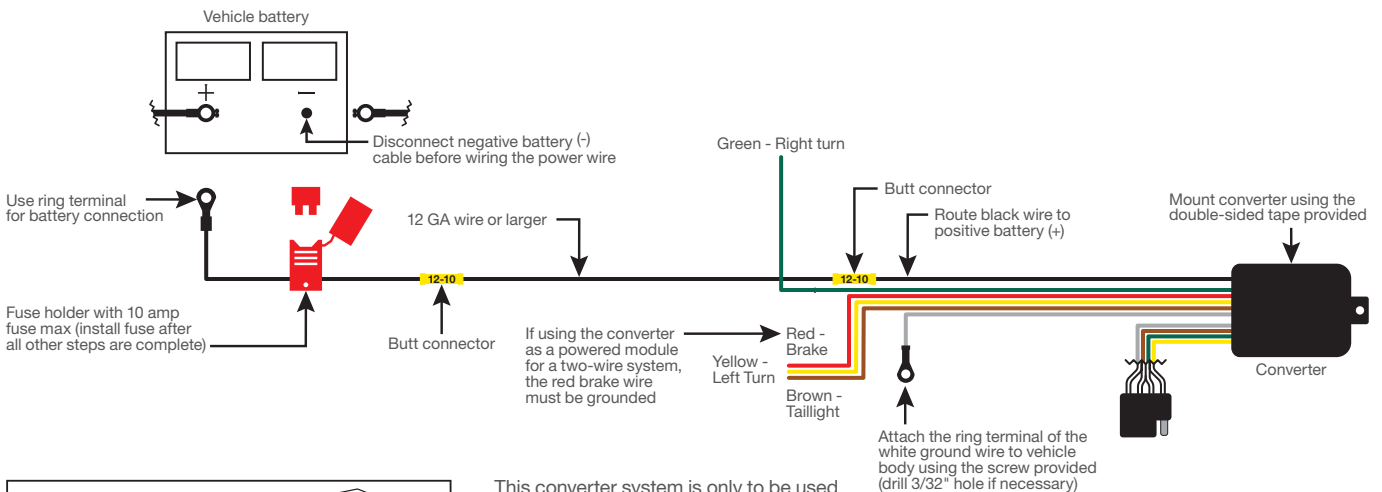 Vehicle battery
+
–
Disconnect negative battery (-)
cable before wiring the power wire
Green - Right turn
Use ring terminal
for battery connection
12 GA wire or larger
Butt connector
Route black wire to
positive battery (+)
Mount converter using the
double-sided tape provided
12-10
12-10
Fuse holder with 10 amp
fuse max (install fuse after
all other steps are complete)
Butt connector
If using the converter
as a powered module
for a two-wire system,
the red brake wire
must be grounded
Red -
Brake
Yellow -
Left Turn
Brown -
Taillight
Converter
Attach the ring terminal of the
white ground wire to vehicle
body using the screw provided
(drill 3/32" hole if necessary)
This converter system is only to be used